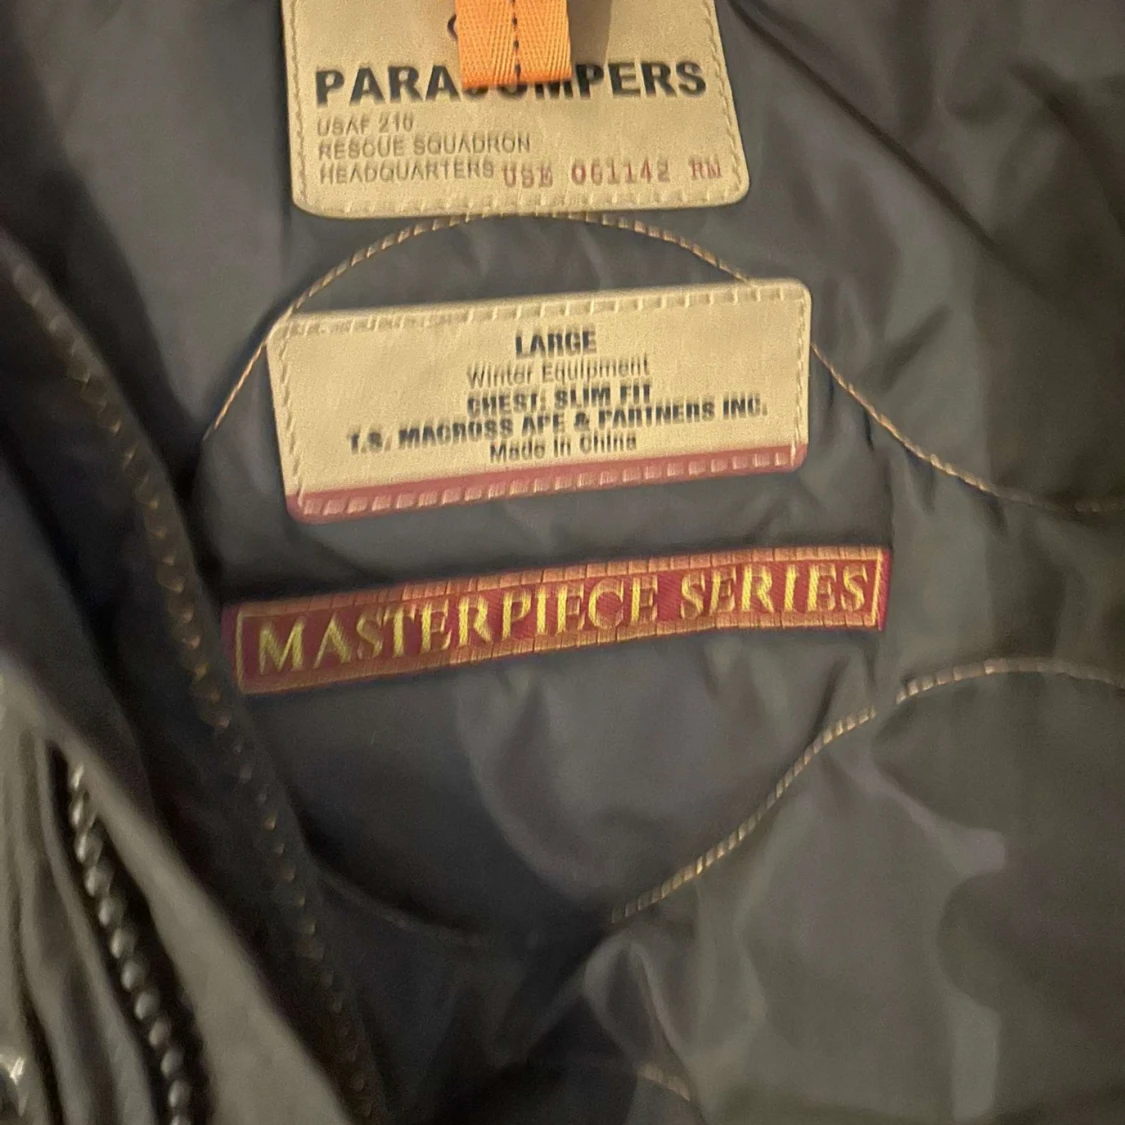 PARAJUMPERS
USAF 210
RESCUE SQUADRON
HEADQUARTERS USE 061142 RM
LARGE
Winter Equipment
CHEST: SLIM FIT
T.S. MACROSS APE & PARTNERS INC.
Made in China
MASTERPIECE SERIES